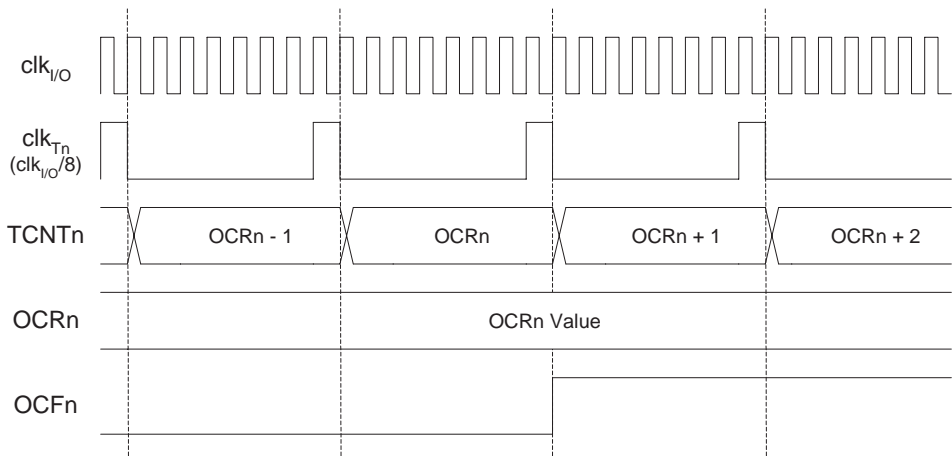 clkI/O
clkTn
(clkI/O/8)
TCNTn
OCRn - 1
OCRn
OCRn + 1
OCRn + 2
OCRn
OCRn Value
OCFn